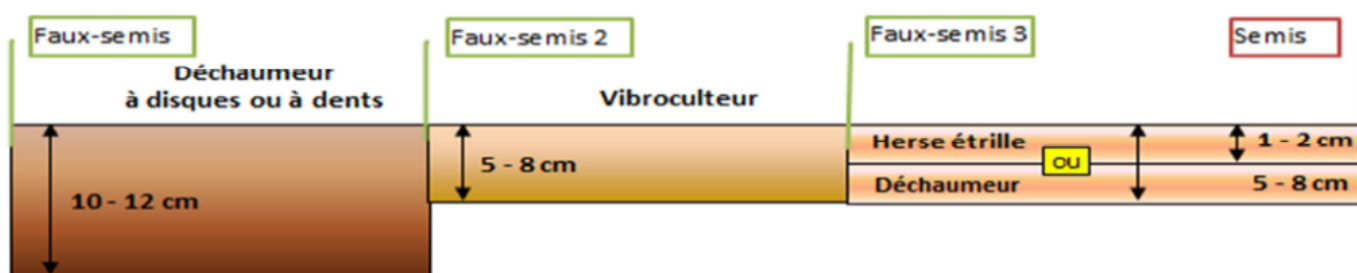 Faux-semis
Faux-semis 2
Faux-semis 3
Semis
Déchaumeur
à disques ou à dents
Vibroculteur
10 - 12 cm
5 - 8 cm
Herse étrille
ou
1 - 2 cm
Déchaumeur
5 - 8 cm